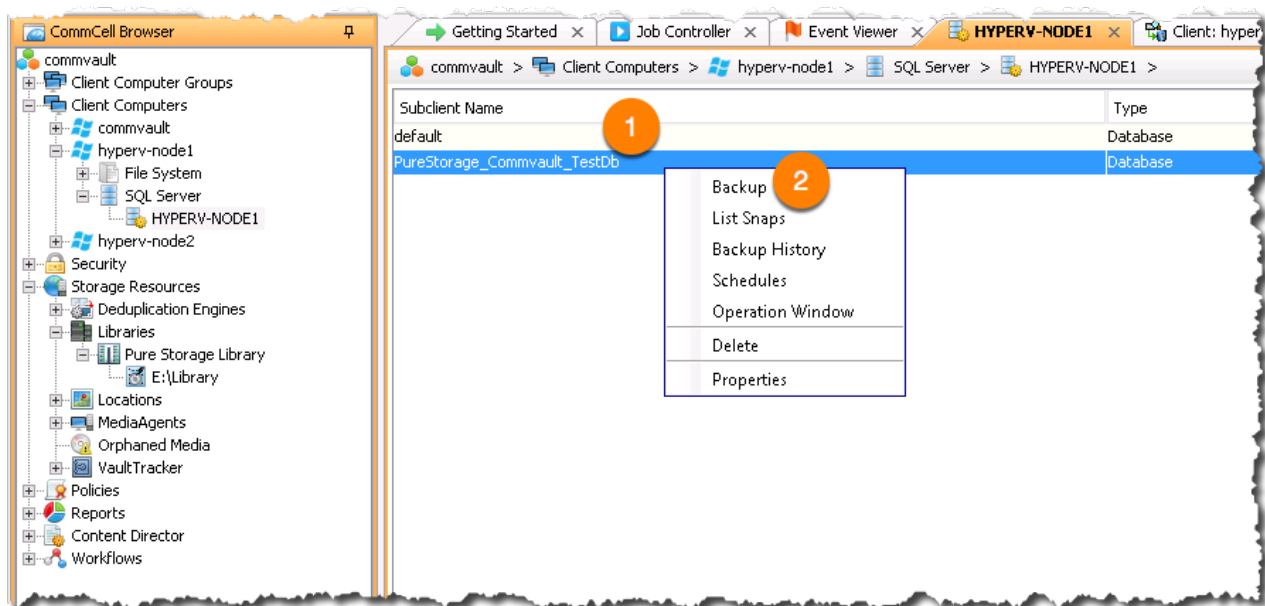 CommCell Browser
commvault
Client Computer Groups
Client Computers
commvault
hyperv-node1
File System
SQL Server
HYPERV-NODE1
hyperv-node2
Security
Storage Resources
Deduplication Engines
Libraries
Pure Storage Library
E:\Library
Locations
MediaAgents
Orphaned Media
VaultTracker
Policies
Reports
Content Director
Workflows
Getting Started Job Controller Event Viewer HYPERV-NODE1 Client: hyper
commvault > Client Computers > hyperv-node1 > SQL Server > HYPERV-NODE1 >
Subclient Name Type
1
default Database
PureStorage_Commvault_TestDb Database
Backup 2
List Snaps
Backup History
Schedules
Operation Window
Delete
Properties